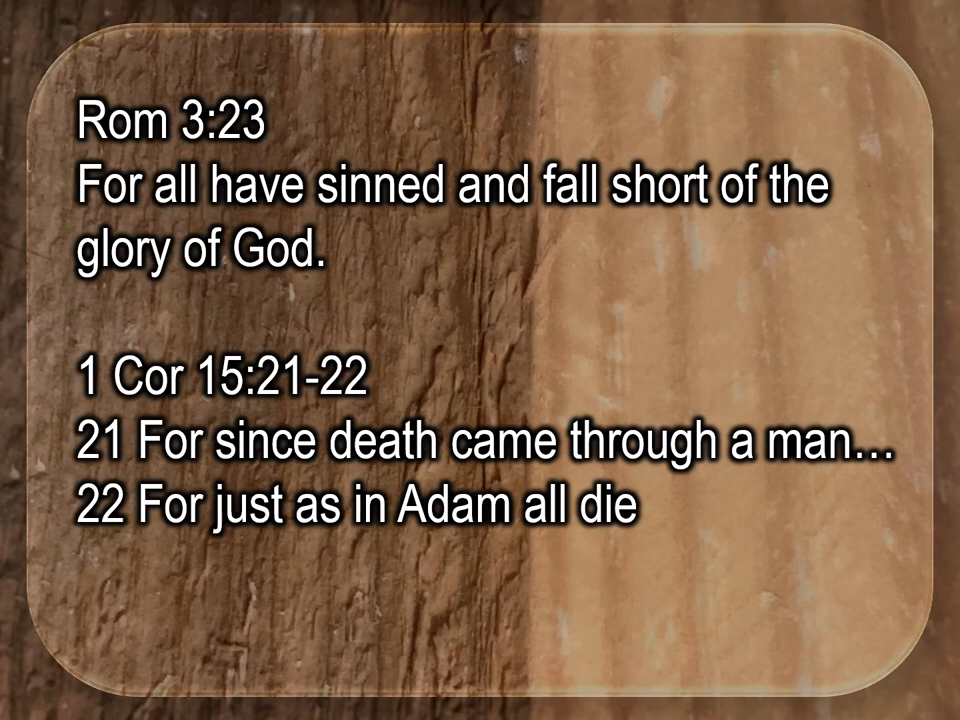 Rom 3:23
For all have sinned and fall short of the
glory of God.
1 Cor 15:21-22
21 For since death came through a man…
22 For just as in Adam all die